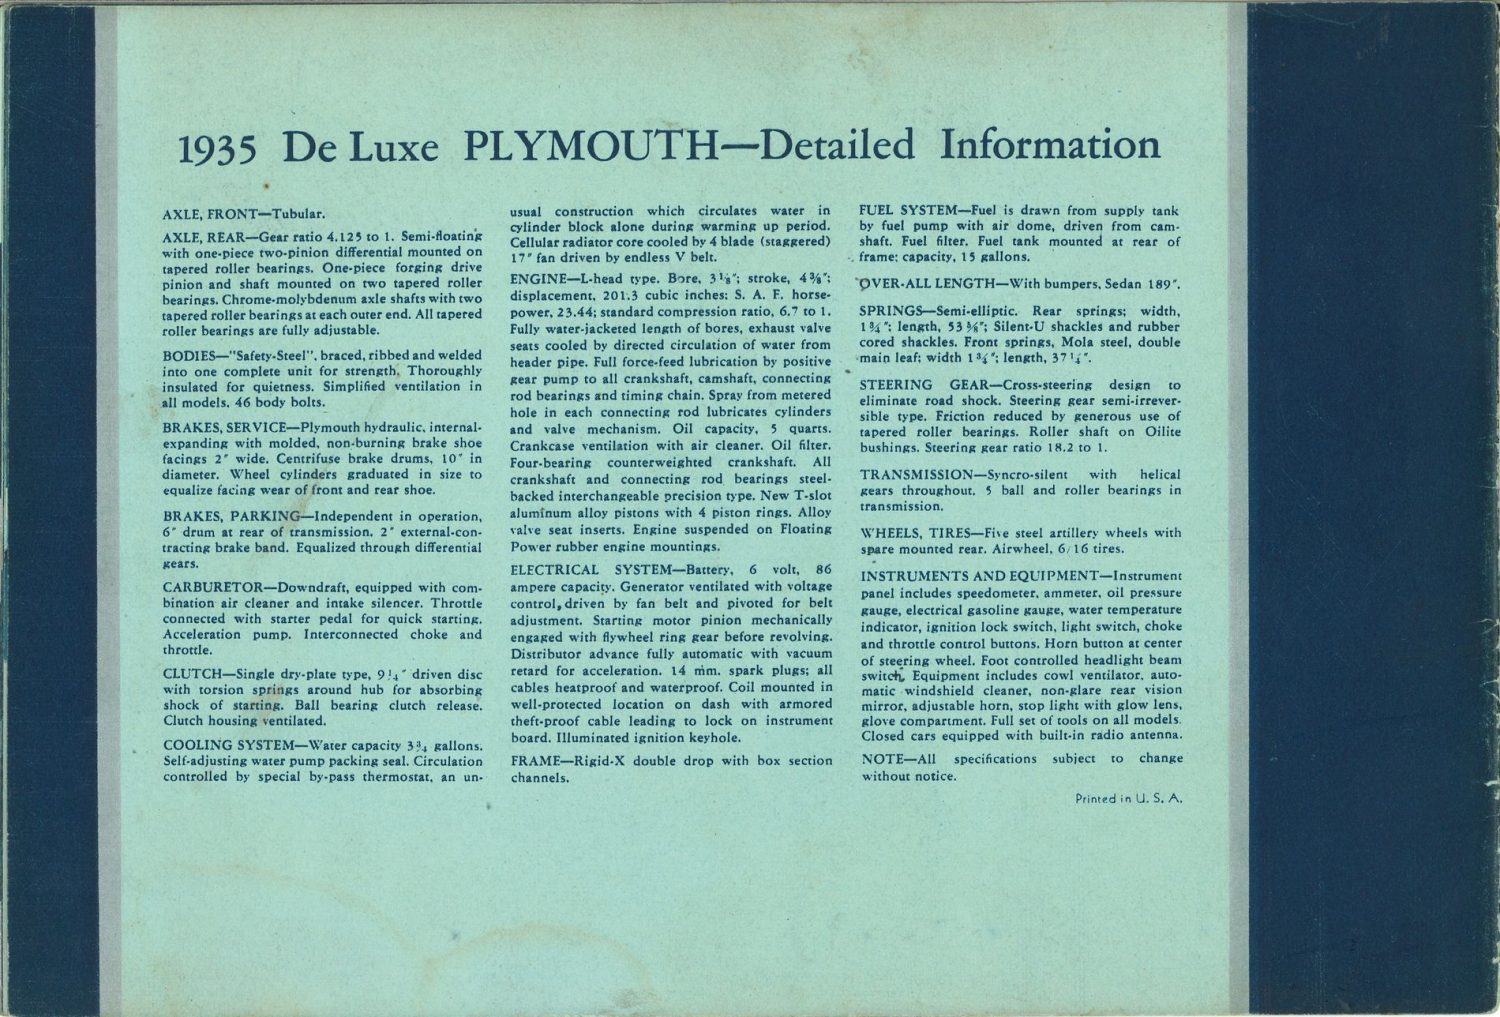 1935 De Luxe PLYMOUTH—Detailed Information
AXLE, FRONT—Tubular.
AXLE, REAR—Gear ratio 4.125 to 1. Semi-floating
with one-piece two-pinion differential mounted on
tapered roller bearings. One-piece forging drive
pinion and shaft mounted on two tapered roller
bearings. Chrome-molybdenum axle shafts with two
tapered roller bearings at each outer end. All tapered
roller bearings are fully adjustable.
BODIES—"Safety-Steel", braced, ribbed and welded
into one complete unit for strength. Thoroughly
insulated for quietness. Simplified ventilation in
all models. 46 body bolts.
BRAKES, SERVICE—Plymouth hydraulic, internal-
expanding with molded, non-burning brake shoe
facings 2" wide. Centrifuse brake drums, 10" in
diameter. Wheel cylinders graduated in size to
equalize facing wear of front and rear shoe.
BRAKES, PARKING—Independent in operation,
6" drum at rear of transmission, 2" external-con-
tracting brake band. Equalized through differential
gears.
CARBURETOR—Downdraft, equipped with com-
bination air cleaner and intake silencer. Throttle
connected with starter pedal for quick starting.
Acceleration pump. Interconnected choke and
throttle.
CLUTCH—Single dry-plate type, 9¼" driven disc
with torsion springs around hub for absorbing
shock of starting. Ball bearing clutch release.
Clutch housing ventilated.
COOLING SYSTEM—Water capacity 3¾ gallons.
Self-adjusting water pump packing seal. Circulation
controlled by special by-pass thermostat, an un-
usual construction which circulates water in
cylinder block alone during warming up period.
Cellular radiator core cooled by 4 blade (staggered)
17" fan driven by endless V belt.
ENGINE—L-head type. Bore, 3⅛"; stroke, 4⅜";
displacement, 201.3 cubic inches; S. A. F. horse-
power, 23.44; standard compression ratio, 6.7 to 1.
Fully water-jacketed length of bores, exhaust valve
seats cooled by directed circulation of water from
header pipe. Full force-feed lubrication by positive
gear pump to all crankshaft, camshaft, connecting
rod bearings and timing chain. Spray from metered
hole in each connecting rod lubricates cylinders
and valve mechanism. Oil capacity, 5 quarts.
Crankcase ventilation with air cleaner. Oil filter.
Four-bearing counterweighted crankshaft. All
crankshaft and connecting rod bearings steel-
backed interchangeable precision type. New T-slot
aluminum alloy pistons with 4 piston rings. Alloy
valve seat inserts. Engine suspended on Floating
Power rubber engine mountings.
ELECTRICAL SYSTEM—Battery, 6 volt, 86
ampere capacity. Generator ventilated with voltage
control, driven by fan belt and pivoted for belt
adjustment. Starting motor pinion mechanically
engaged with flywheel ring gear before revolving.
Distributor advance fully automatic with vacuum
retard for acceleration. 14 mm. spark plugs; all
cables heatproof and waterproof. Coil mounted in
well-protected location on dash with armored
theft-proof cable leading to lock on instrument
board. Illuminated ignition keyhole.
FRAME—Rigid-X double drop with box section
channels.
FUEL SYSTEM—Fuel is drawn from supply tank
by fuel pump with air dome, driven from cam-
shaft. Fuel filter. Fuel tank mounted at rear of
frame; capacity, 15 gallons.
OVER-ALL LENGTH—With bumpers, Sedan 189".
SPRINGS—Semi-elliptic. Rear springs; width,
1¾"; length, 53⅝"; Silent-U shackles and rubber
cored shackles. Front springs, Mola steel, double
main leaf; width 1¾"; length, 37¼".
STEERING GEAR—Cross-steering design to
eliminate road shock. Steering gear semi-irrever-
sible type. Friction reduced by generous use of
tapered roller bearings. Roller shaft on Oilite
bushings. Steering gear ratio 18.2 to 1.
TRANSMISSION—Syncro-silent with helical
gears throughout. 5 ball and roller bearings in
transmission.
WHEELS, TIRES—Five steel artillery wheels with
spare mounted rear. Airwheel, 6/16 tires.
INSTRUMENTS AND EQUIPMENT—Instrument
panel includes speedometer, ammeter, oil pressure
gauge, electrical gasoline gauge, water temperature
indicator, ignition lock switch, light switch, choke
and throttle control buttons. Horn button at center
of steering wheel. Foot controlled headlight beam
switch. Equipment includes cowl ventilator, auto-
matic windshield cleaner, non-glare rear vision
mirror, adjustable horn, stop light with glow lens,
glove compartment. Full set of tools on all models.
Closed cars equipped with built-in radio antenna.
NOTE—All specifications subject to change
without notice.
Printed in U. S. A.